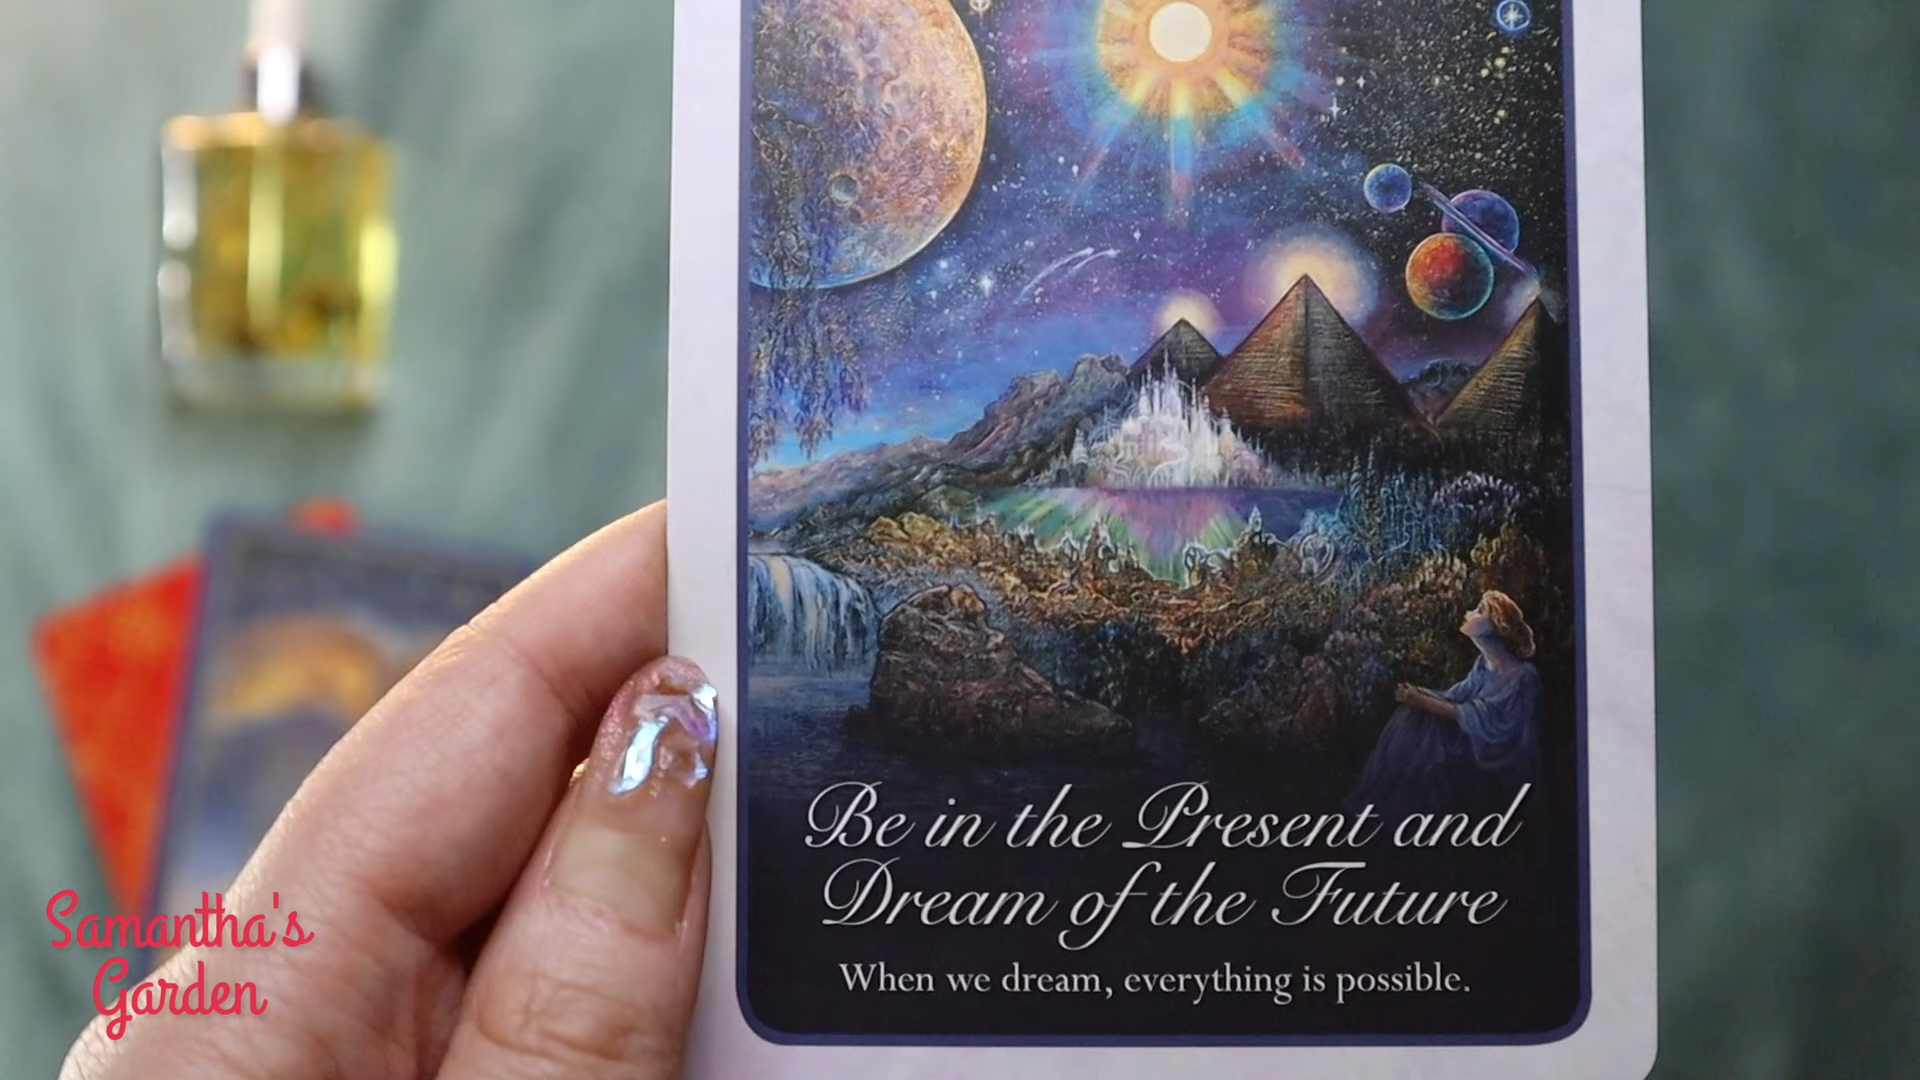 Be in the Present and
Dream of the Future
When we dream, everything is possible.
Samantha's
Garden